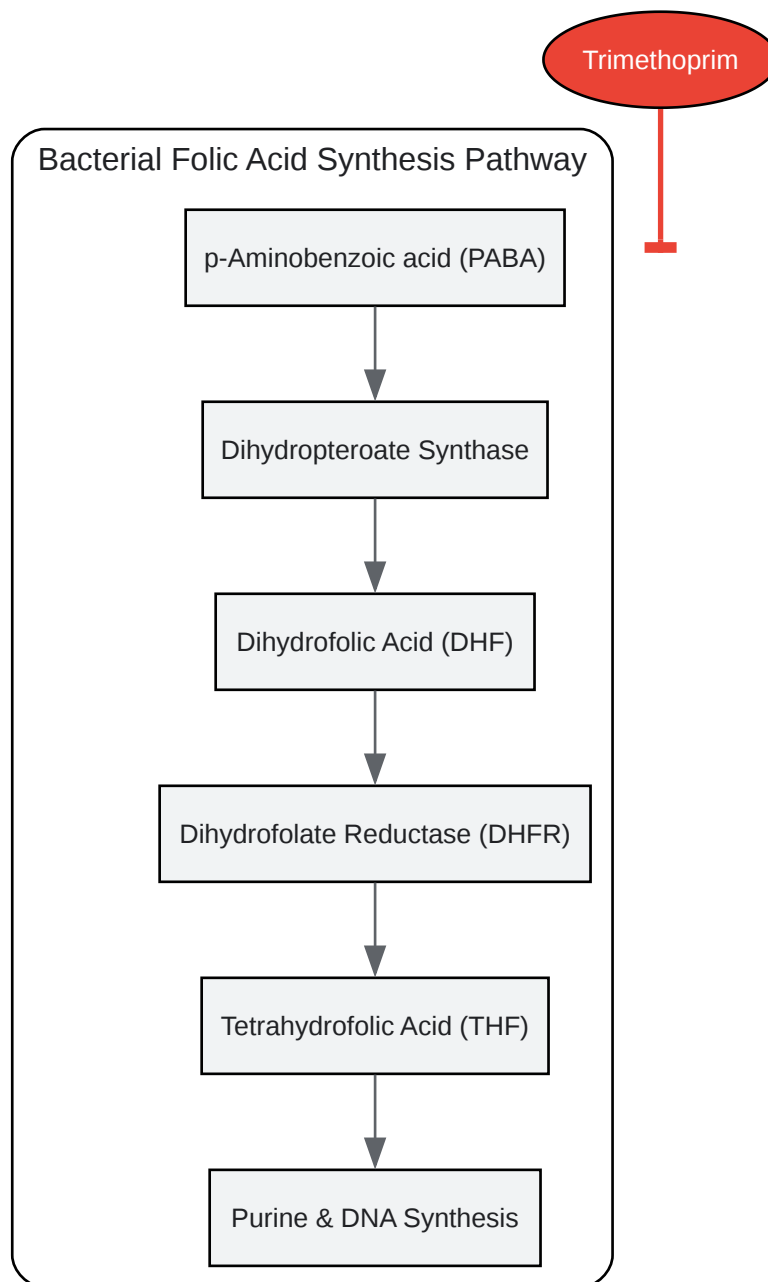 Trimethoprim
Bacterial Folic Acid Synthesis Pathway
p-Aminobenzoic acid (PABA)
Dihydropteroate Synthase
Dihydrofolic Acid (DHF)
Dihydrofolate Reductase (DHFR)
Tetrahydrofolic Acid (THF)
Purine & DNA Synthesis